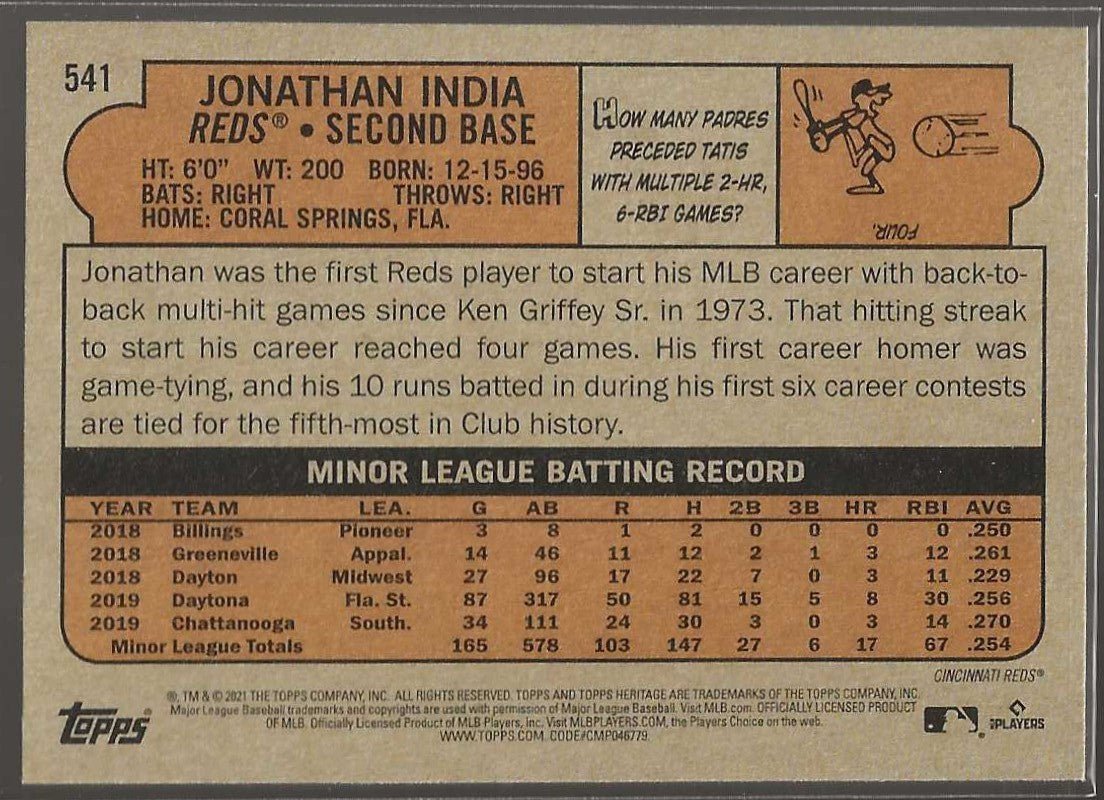 541
JONATHAN INDIA
REDS® • SECOND BASE
HT: 6'0" WT: 200 BORN: 12-15-96
BATS: RIGHT THROWS: RIGHT
HOME: CORAL SPRINGS, FLA.
HOW MANY PADRES
PRECEDED TATIS
WITH MULTIPLE 2-HR,
6-RBI GAMES?
FOUR.
Jonathan was the first Reds player to start his MLB career with back-to-
back multi-hit games since Ken Griffey Sr. in 1973. That hitting streak
to start his career reached four games. His first career homer was
game-tying, and his 10 runs batted in during his first six career contests
are tied for the fifth-most in Club history.
MINOR LEAGUE BATTING RECORD
YEAR TEAM LEA. G AB R H 2B 3B HR RBI AVG
2018 Billings Pioneer 3 8 1 2 0 0 0 0 .250
2018 Greeneville Appal. 14 46 11 12 2 1 3 12 .261
2018 Dayton Midwest 27 96 17 22 7 0 3 11 .229
2019 Daytona Fla. St. 87 317 50 81 15 5 8 30 .256
2019 Chattanooga South. 34 111 24 30 3 0 3 14 .270
Minor League Totals 165 578 103 147 27 6 17 67 .254
CINCINNATI REDS®
®, TM & © 2021 THE TOPPS COMPANY, INC. ALL RIGHTS RESERVED. TOPPS AND TOPPS HERITAGE ARE TRADEMARKS OF THE TOPPS COMPANY, INC.
Major League Baseball trademarks and copyrights are used with permission of Major League Baseball. Visit MLB.com. OFFICIALLY LICENSED PRODUCT
OF MLB. Officially Licensed Product of MLB Players, Inc. Visit MLBPLAYERS.COM, the Players Choice on the web.
WWW.TOPPS.COM. CODE#CMP046779
topps®
MLB PLAYERS